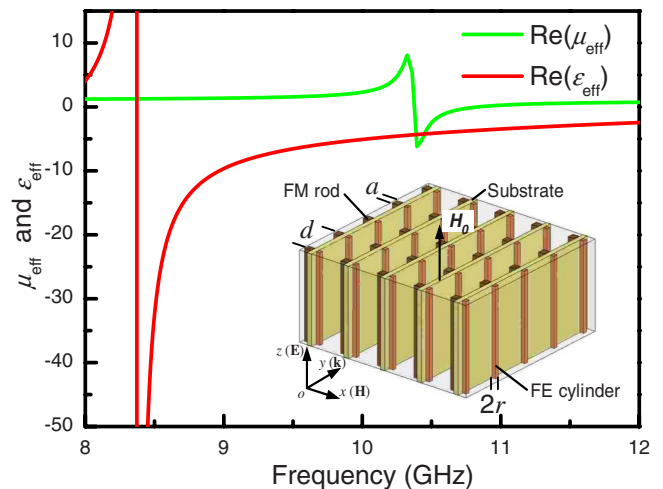 Re(μeff)
Re(εeff)
μeff and εeff
10
0
-10
-20
-30
-40
-50
8
9
10
11
12
Frequency (GHz)
FM rod
a
Substrate
d
H0
z (E)
y (k)
o
x (H)
FE cylinder
2r